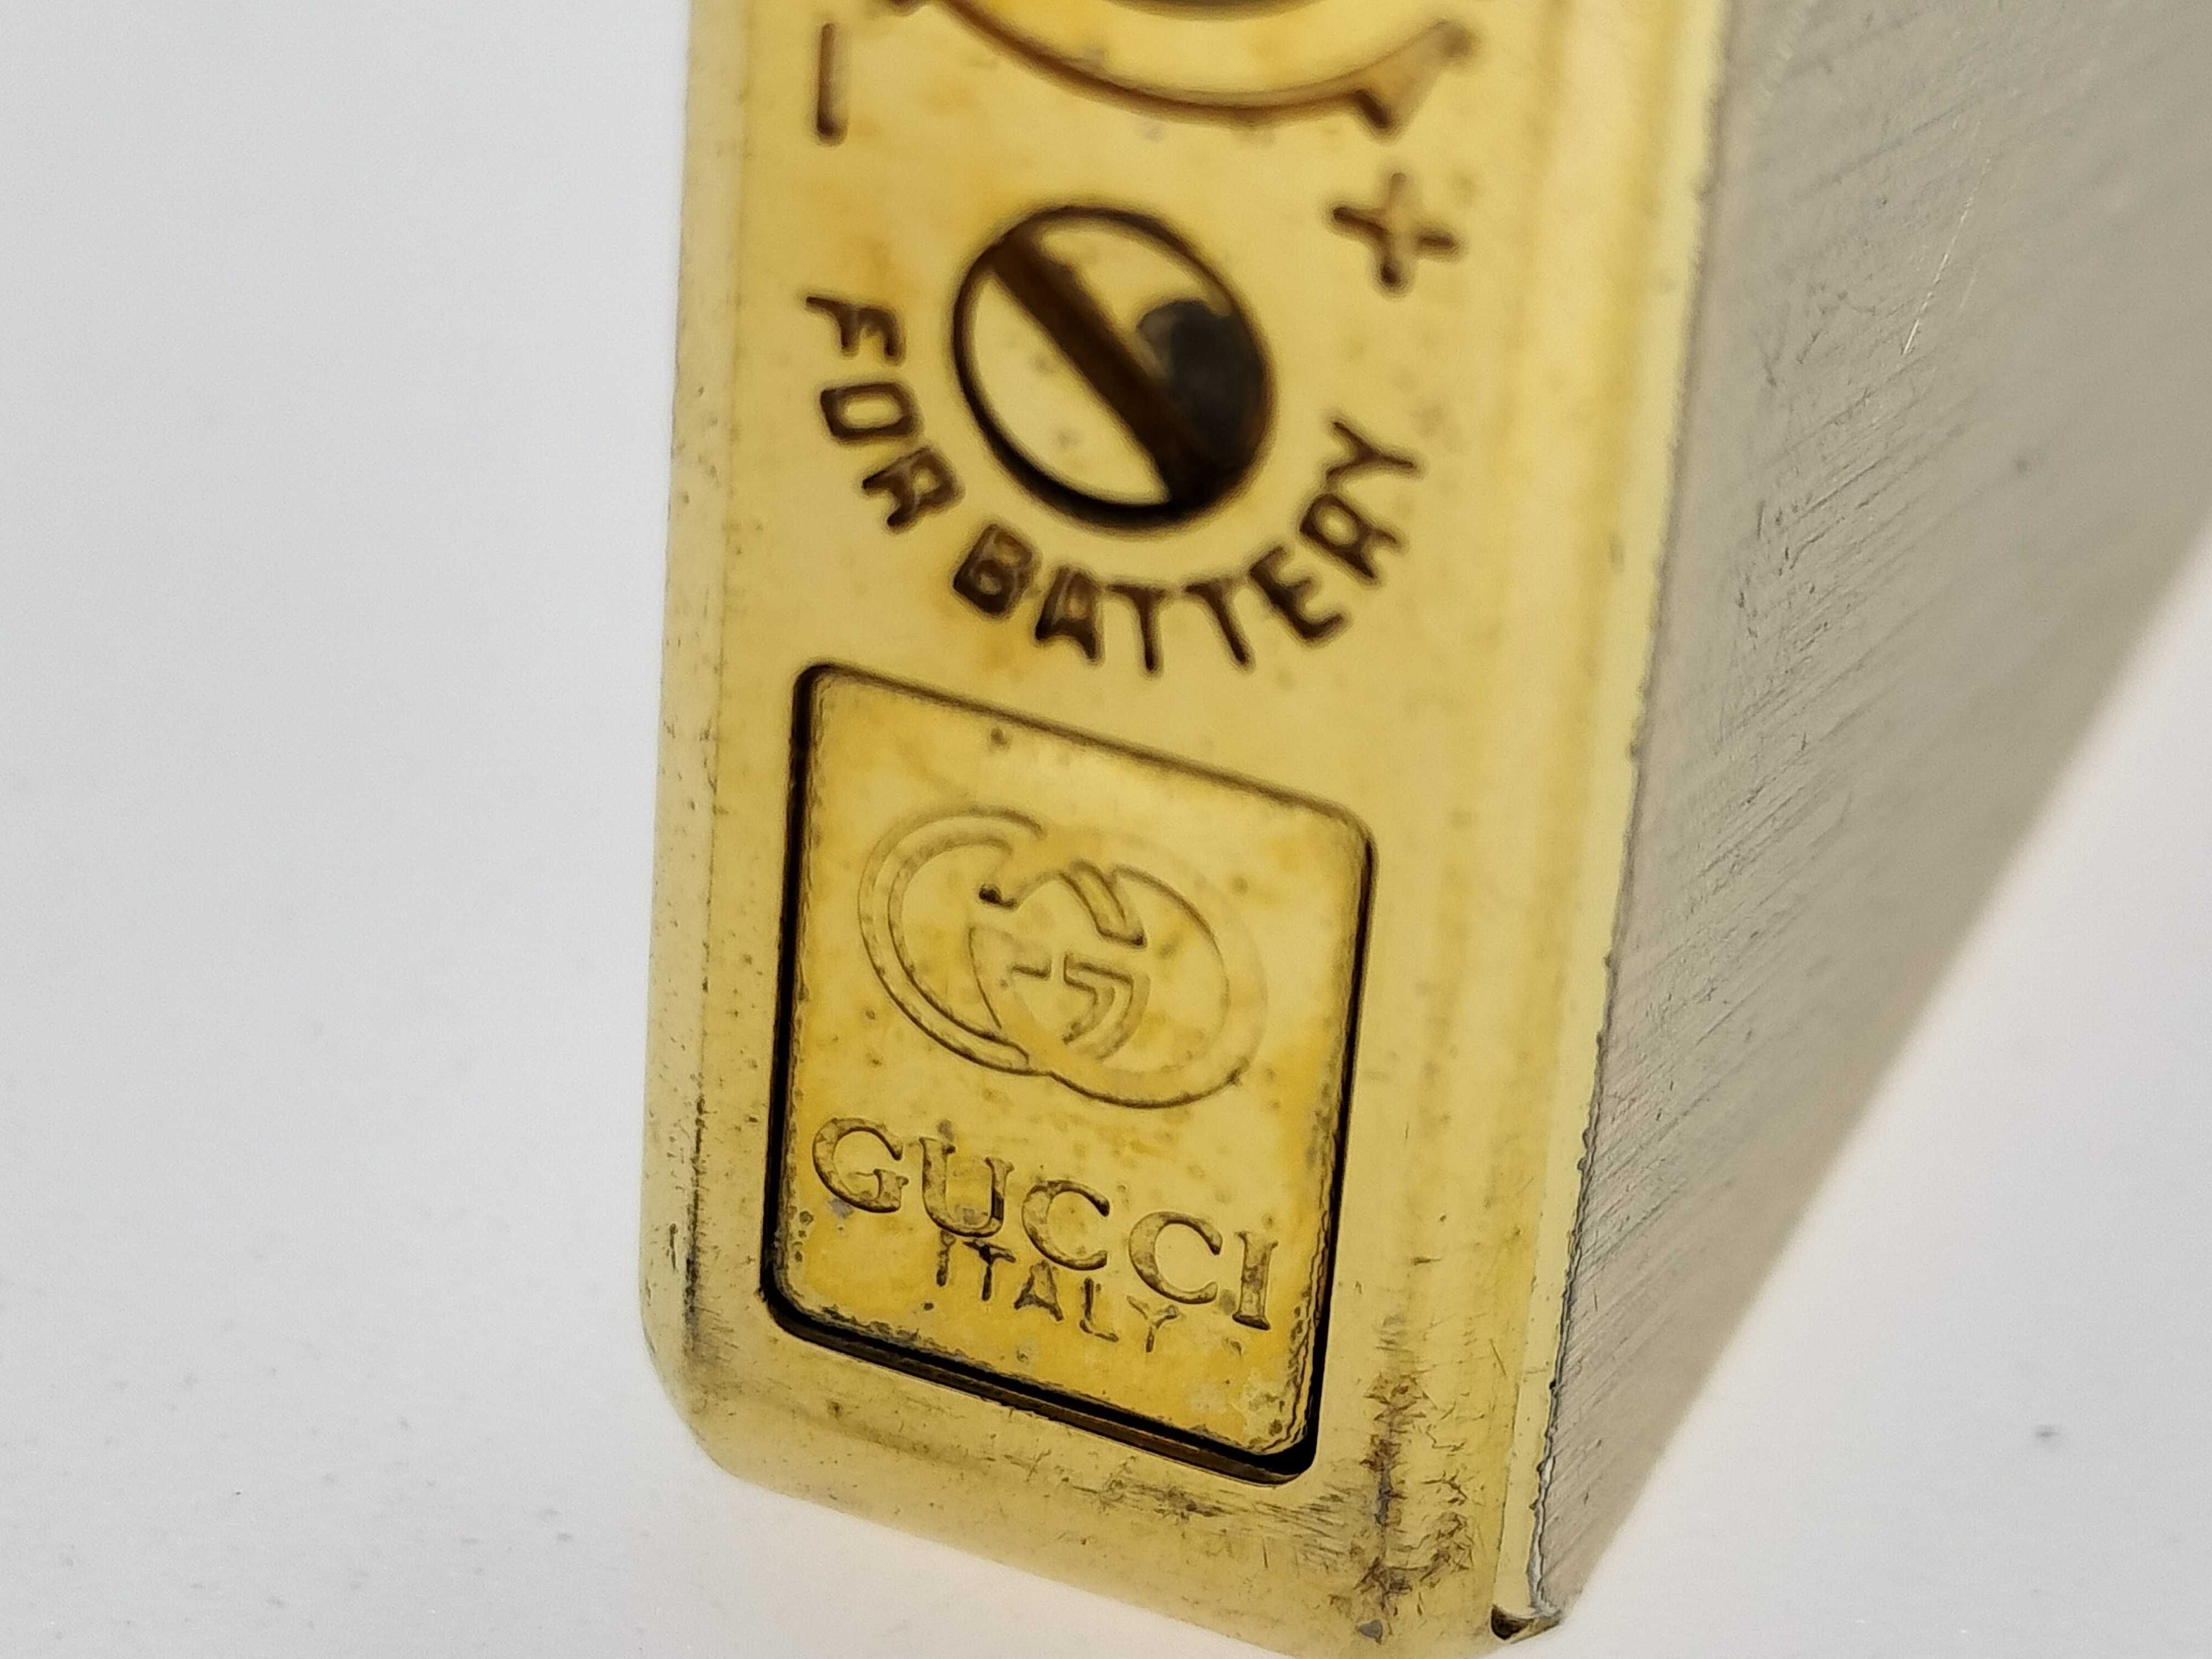 - +
FOR BATTERY
GUCCI
ITALY